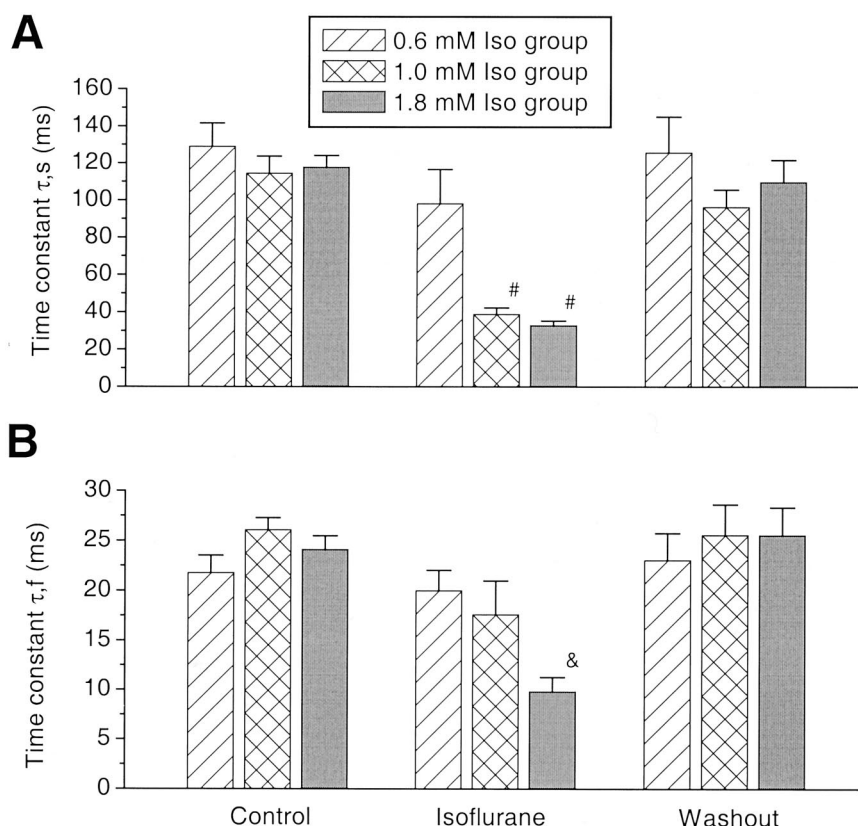 A
0.6 mM Iso group
1.0 mM Iso group
1.8 mM Iso group
Time constant τ,s (ms)
160
140
120
100
80
60
40
20
0
#
#
B
Time constant τ,f (ms)
30
25
20
15
10
5
0
&
Control
Isoflurane
Washout